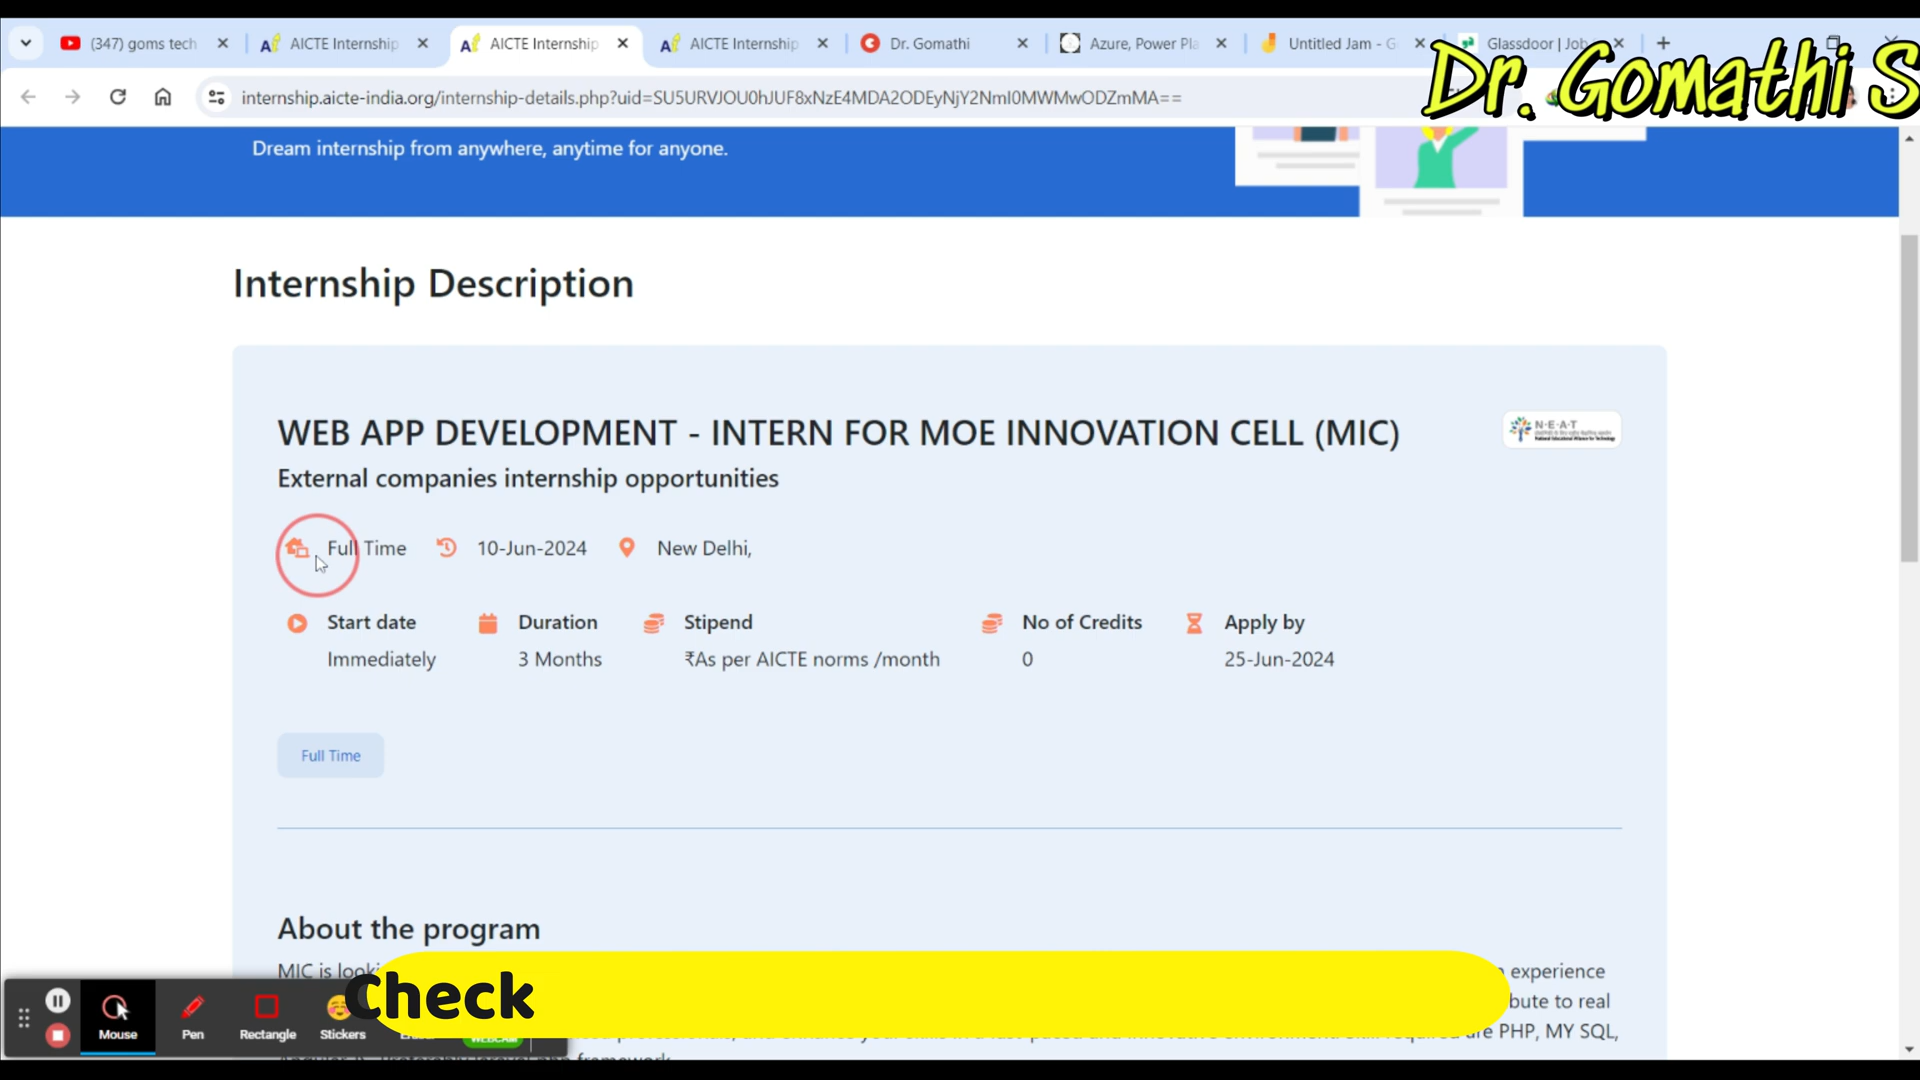 (347) goms tech
AICTE Internship
AICTE Internship
AICTE Internship
Dr. Gomathi
Azure, Power Pla
Untitled Jam - G
Glassdoor | Job
internship.aicte-india.org/internship-details.php?uid=SU5URVJOU0hJUF8xNzE4MDA2ODEyNjY2NmI0MWMwODZmMA==
Dr. Gomathi S
Dream internship from anywhere, anytime for anyone.
Internship Description
WEB APP DEVELOPMENT - INTERN FOR MOE INNOVATION CELL (MIC)
N·E·A·T
External companies internship opportunities
Full Time 10-Jun-2024 New Delhi,
Start date Duration Stipend No of Credits Apply by
Immediately 3 Months ₹As per AICTE norms /month 0 25-Jun-2024
Full Time
About the program
MIC is experience
Check
bute to real
PHP, MY SQL,
Mouse Pen Rectangle Stickers